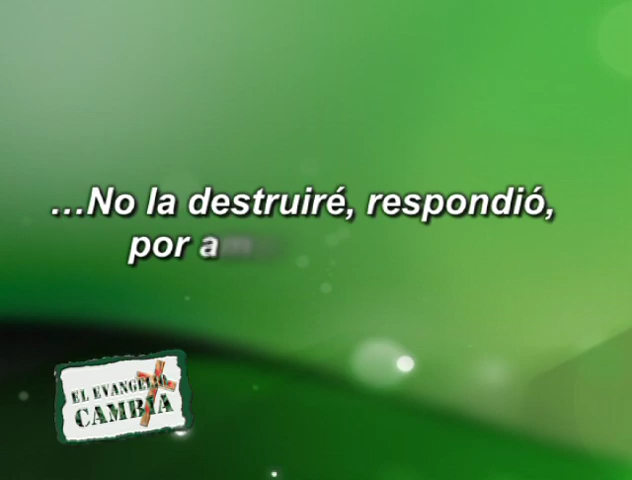 ...No la destruiré, respondió,
por a
EL EVANGELIO
CAMBIA